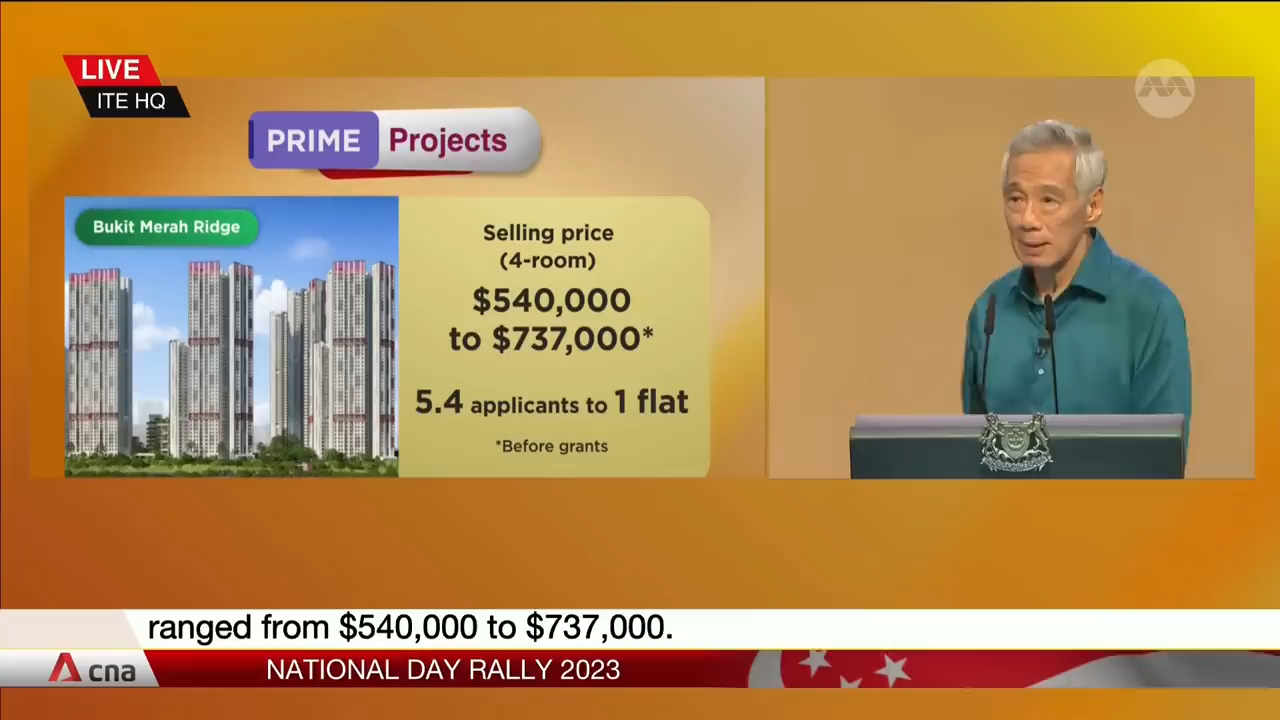 LIVE
ITE HQ
PRIME Projects
Bukit Merah Ridge
Selling price
(4-room)
$540,000
to $737,000*
5.4 applicants to 1 flat
*Before grants
ranged from $540,000 to $737,000.
cna
NATIONAL DAY RALLY 2023